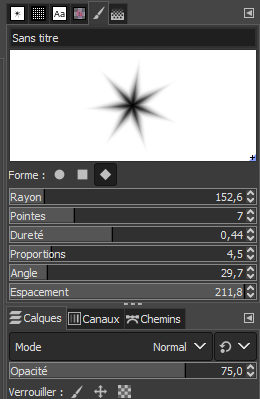 Aa
Sans titre
Forme :
Rayon 152,6
Pointes 7
Dureté 0,44
Proportions 4,5
Angle 29,7
Espacement 211,8
Calques Canaux Chemins
Mode Normal
Opacité 75,0
Verrouiller :